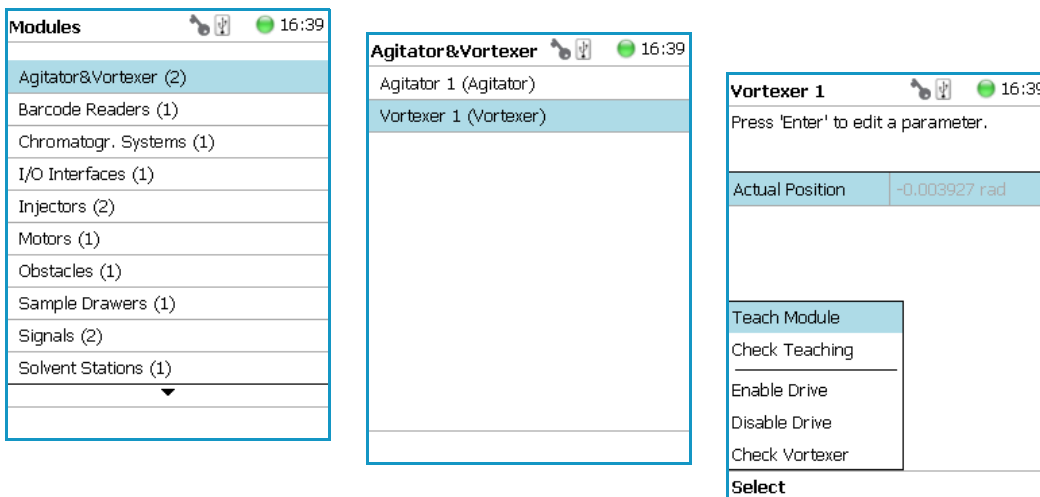 Modules 16:39
Agitator&Vortexer (2)
Barcode Readers (1)
Chromatogr. Systems (1)
I/O Interfaces (1)
Injectors (2)
Motors (1)
Obstacles (1)
Sample Drawers (1)
Signals (2)
Solvent Stations (1)
Agitator&Vortexer 16:39
Agitator 1 (Agitator)
Vortexer 1 (Vortexer)
Vortexer 1 16:39
Press 'Enter' to edit a parameter.
Actual Position -0.003927 rad
Teach Module
Check Teaching
Enable Drive
Disable Drive
Check Vortexer
Select